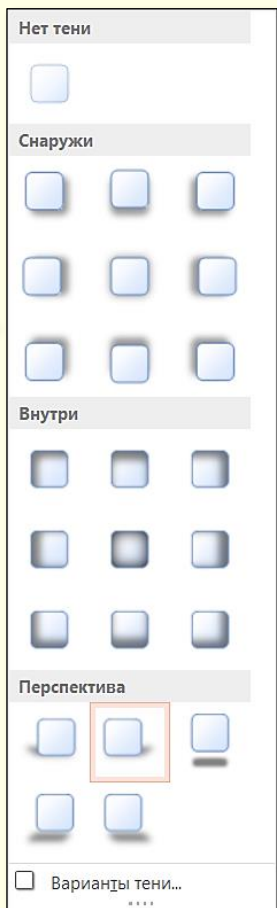 Нет тени
Снаружи
Внутри
Перспектива
Варианты тени...